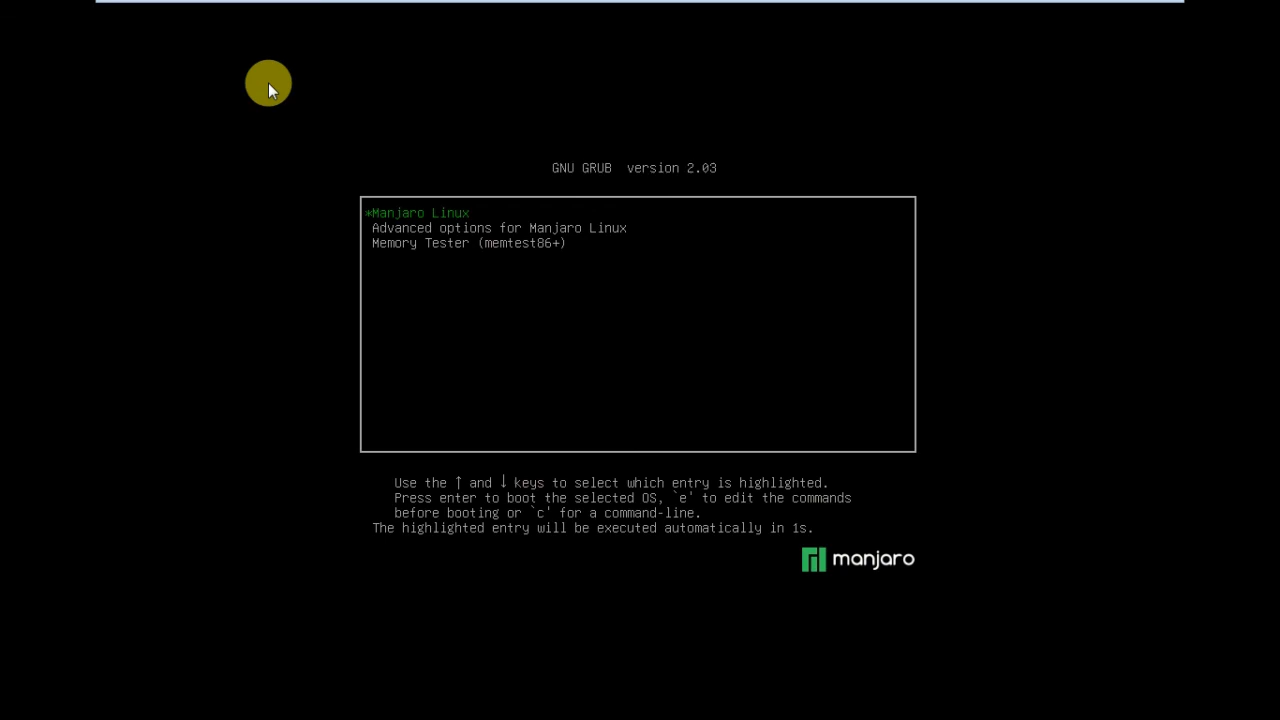 GNU GRUB  version 2.03
*Manjaro Linux
Advanced options for Manjaro Linux
Memory Tester (memtest86+)
Use the ↑ and ↓ keys to select which entry is highlighted.
Press enter to boot the selected OS, `e' to edit the commands
before booting or `c' for a command-line.
The highlighted entry will be executed automatically in 1s.
manjaro